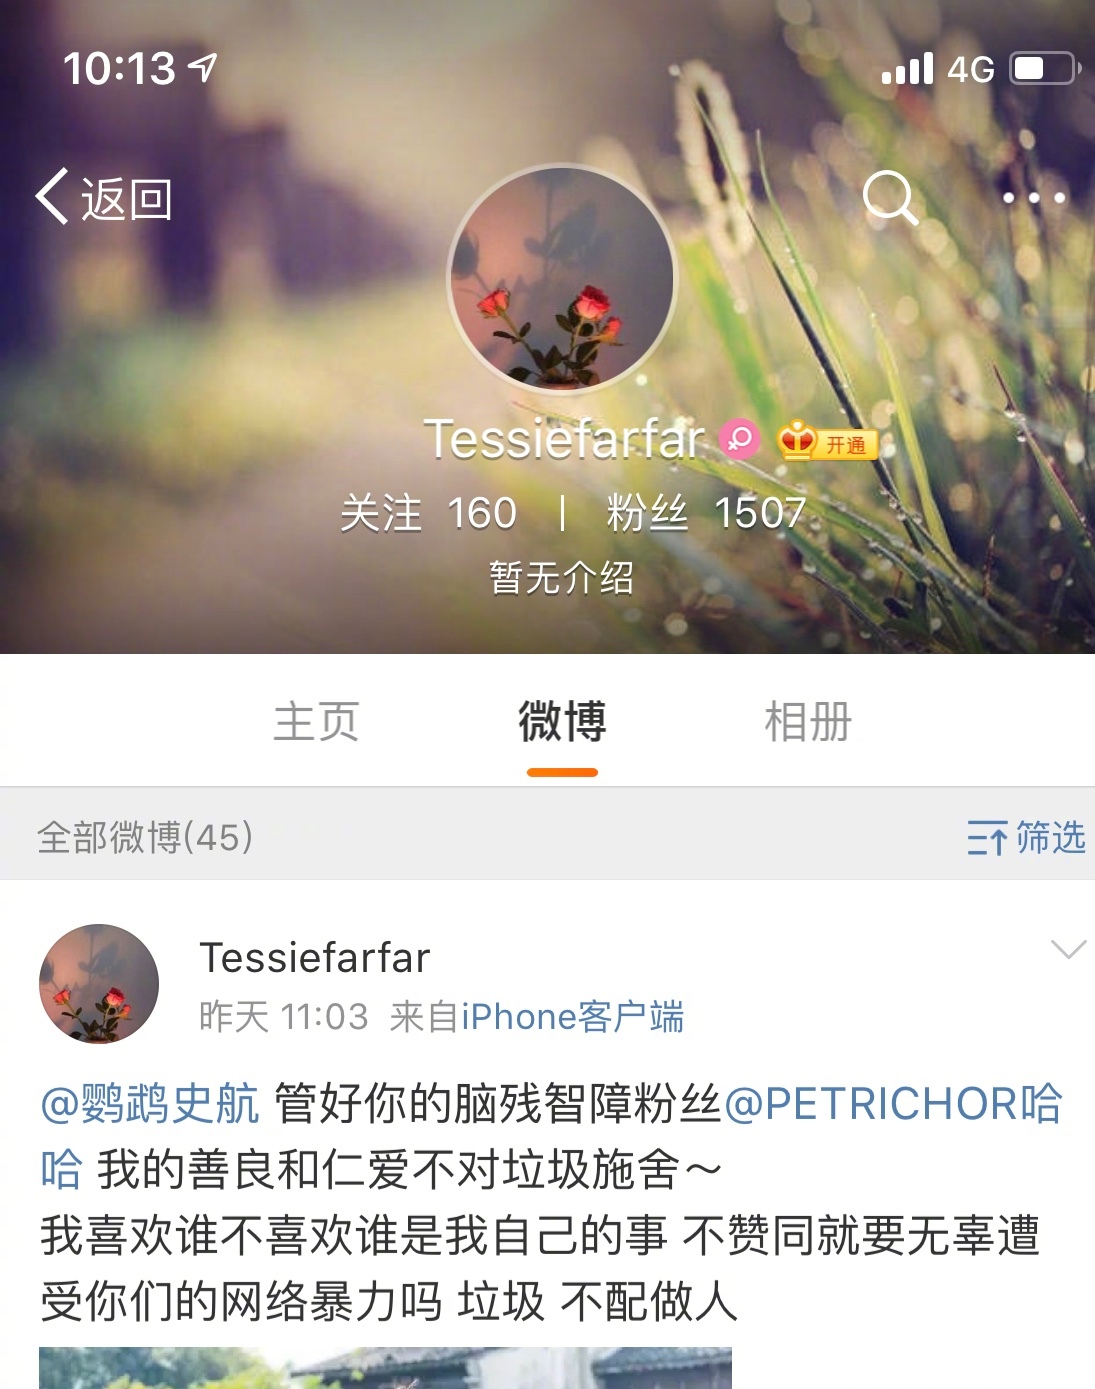 10:13 4G
返回
Tessiefarfar 开通
关注 160 | 粉丝 1507
暂无介绍
主页 微博 相册
全部微博(45) 筛选
Tessiefarfar
昨天 11:03 来自iPhone客户端
@鹦鹉史航 管好你的脑残智障粉丝@PETRICHOR哈
哈 我的善良和仁爱不对垃圾施舍~
我喜欢谁不喜欢谁是我自己的事 不赞同就要无辜遭
受你们的网络暴力吗 垃圾 不配做人